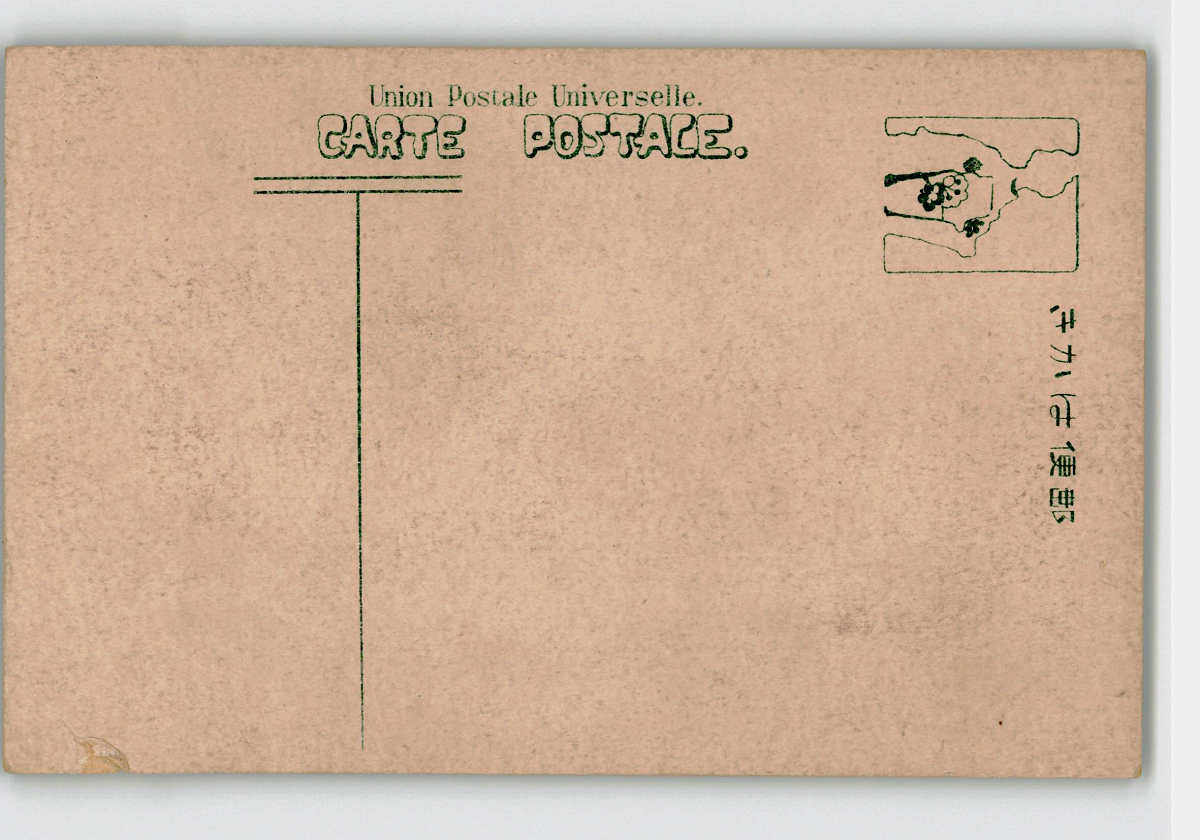 Union Postale Universelle.
CARTE POSTALE.
郵便はかき